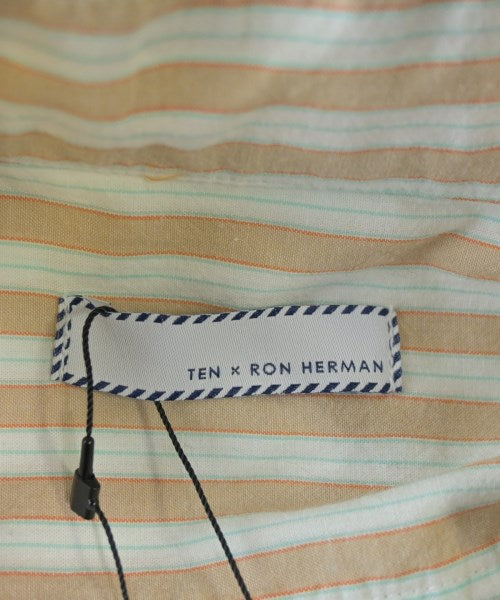 TEN × RON HERMAN